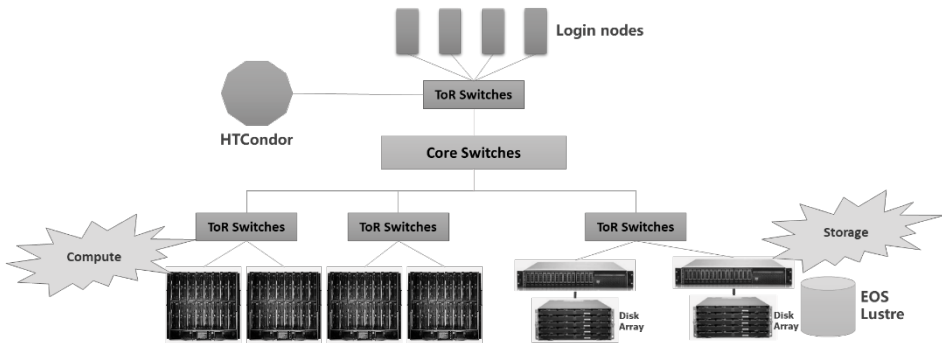 Login nodes
ToR Switches
HTCondor
Core Switches
ToR Switches
ToR Switches
ToR Switches
Compute
Storage
Disk
Array
Disk
Array
EOS
Lustre